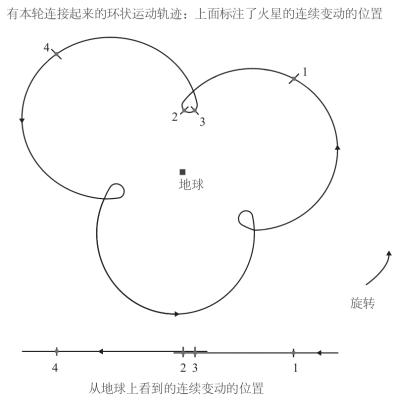 有本轮连接起来的环状运动轨迹；上面标注了火星的连续变动的位置
4
1
2
3
地球
旋转
4 2 3 1
从地球上看到的连续变动的位置